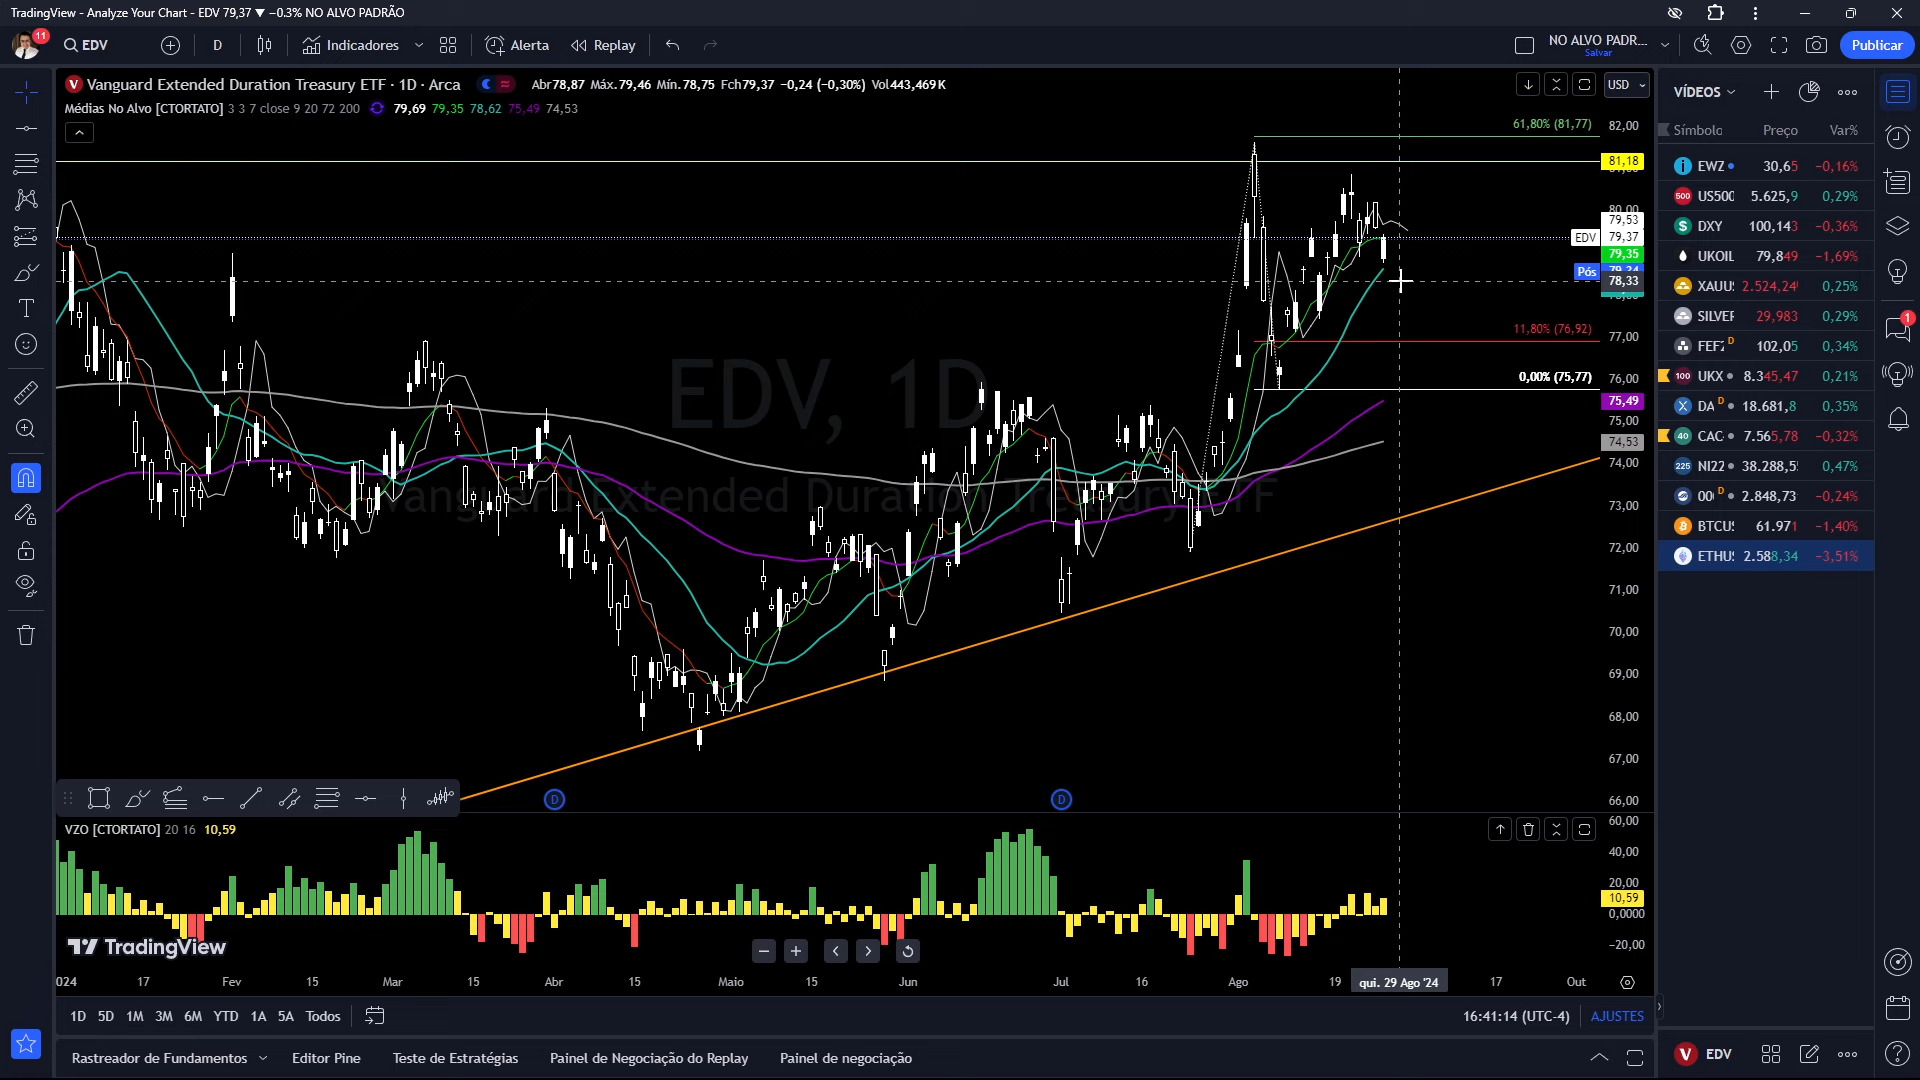 TradingView - Analyze Your Chart - EDV 79,37 ▼ −0.3% NO ALVO PADRÃO
11
EDV
D
Indicadores
Alerta
Replay
NO ALVO PADR...
Salvar
Publicar
Vanguard Extended Duration Treasury ETF · 1D · Arca
Abr78,87 Máx.79,46 Mín.78,75 Fch79,37 −0,24 (−0,30%) Vol443,469K
USD
Médias No Alvo [CTORTATO] 3 3 7 close 9 20 72 200 79,69 79,35 78,62 75,49 74,53
61,80% (81,77)
11,80% (76,92)
0,00% (75,77)
EDV, 1D
Vanguard Extended Duration Treasury ETF
82,00
81,18
80,00
79,53
EDV 79,37
79,35
Pós
78,33
77,00
76,00
75,49
75,00
74,53
74,00
73,00
72,00
71,00
70,00
69,00
68,00
67,00
66,00
D
D
VZO [CTORTATO] 20 16 10,59
60,00
40,00
20,00
10,59
0,0000
−20,00
TradingView
024 17 Fev 15 Mar 15 Abr 15 Maio 15 Jun Jul 16 Ago 19 qui. 29 Ago '24 17 Out
1D 5D 1M 3M 6M YTD 1A 5A Todos
16:41:14 (UTC-4) AJUSTES
Rastreador de Fundamentos Editor Pine Teste de Estratégias Painel de Negociação do Replay Painel de negociação
VÍDEOS
Símbolo Preço Var%
EWZ 30,65 −0,16%
500 US500 5.625,9 0,29%
DXY 100,143 −0,36%
UKOIL 79,849 −1,69%
XAUUS 2.524,24 0,25%
SILVER 29,983 0,29%
FEF2 D 102,05 0,34%
100 UKX 8.345,47 0,21%
DA D 18.681,8 0,35%
40 CAC 7.565,78 −0,32%
225 NI22 38.288,5 0,47%
000 D 2.848,73 −0,24%
BTCUS 61.971 −1,40%
ETHUS 2.588,34 −3,51%
1
V EDV